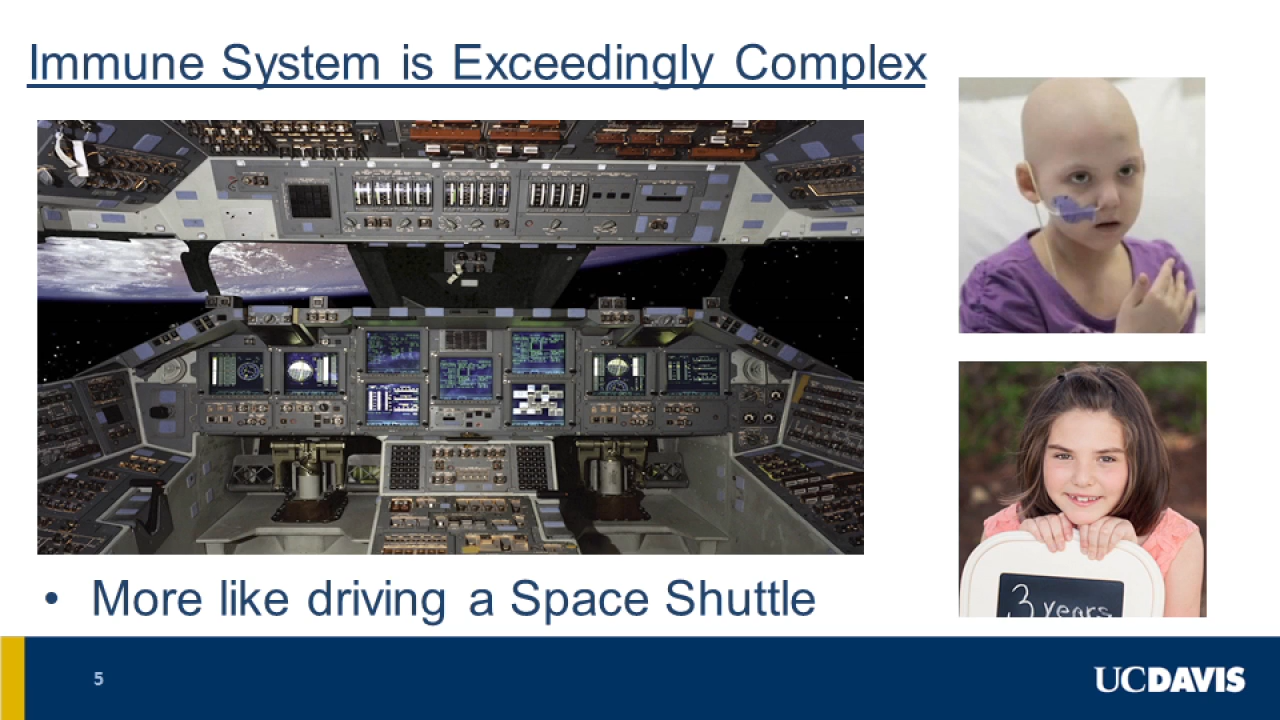 Immune System is Exceedingly Complex
• More like driving a Space Shuttle
3 years
5
UCDAVIS